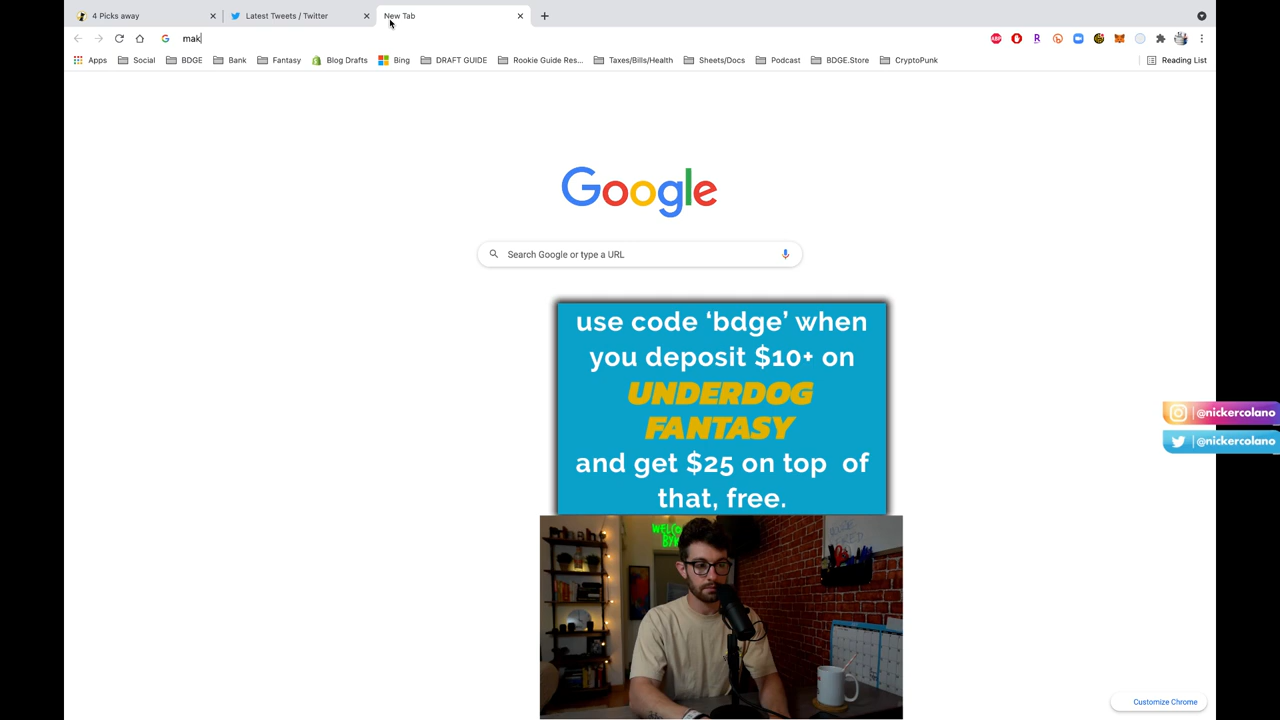 4 Picks away
Latest Tweets / Twitter
New Tab
mak
Apps
Social
BDGE
Bank
Fantasy
Blog Drafts
Bing
DRAFT GUIDE
Rookie Guide Res...
Taxes/Bills/Health
Sheets/Docs
Podcast
BDGE.Store
CryptoPunk
Reading List
Google
Search Google or type a URL
use code ‘bdge’ when
you deposit $10+ on
UNDERDOG
FANTASY
and get $25 on top of
that, free.
@nickercolano
@nickercolano
Customize Chrome